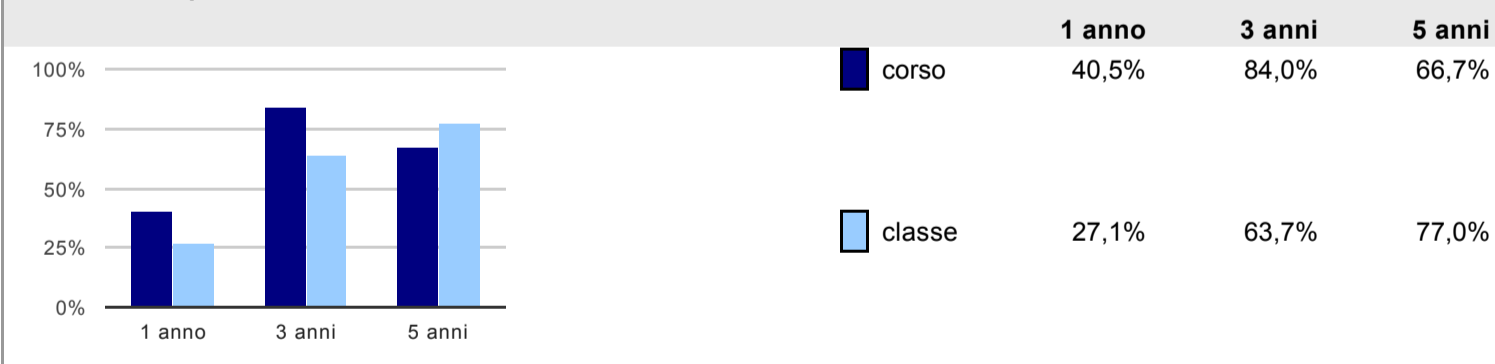 1 anno 3 anni 5 anni
100%
75%
50%
25%
0%
1 anno 3 anni 5 anni
corso 40,5% 84,0% 66,7%
classe 27,1% 63,7% 77,0%